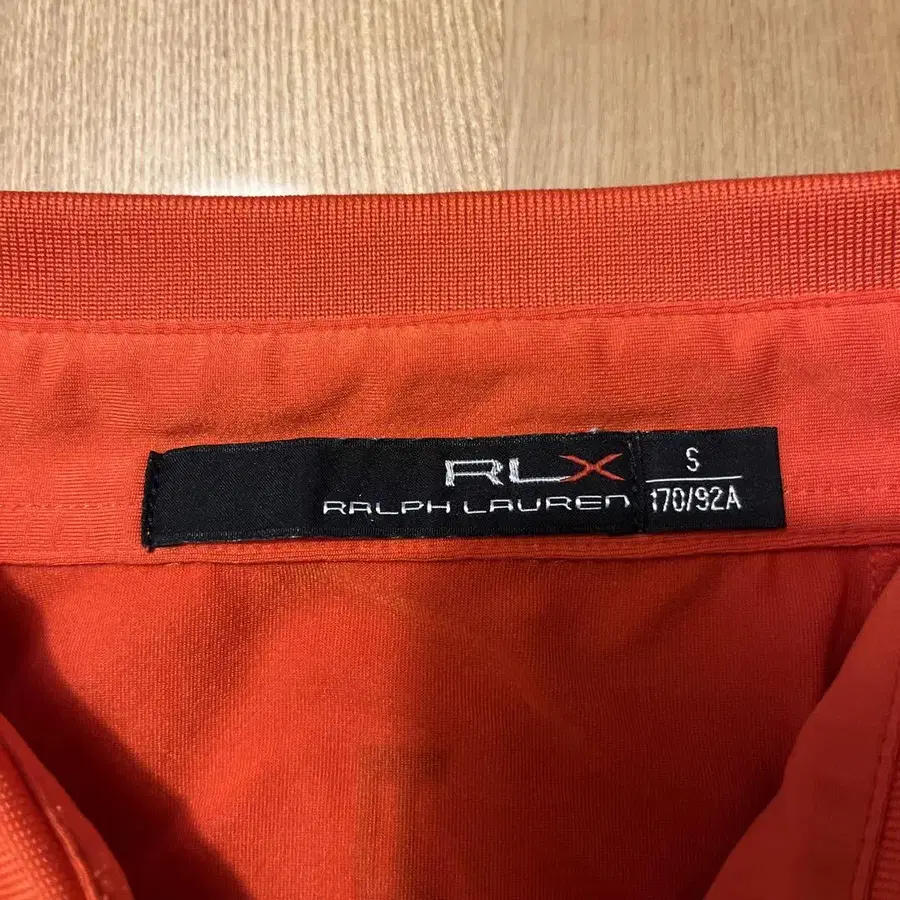 RLX
RALPH LAUREN
S
170/92A